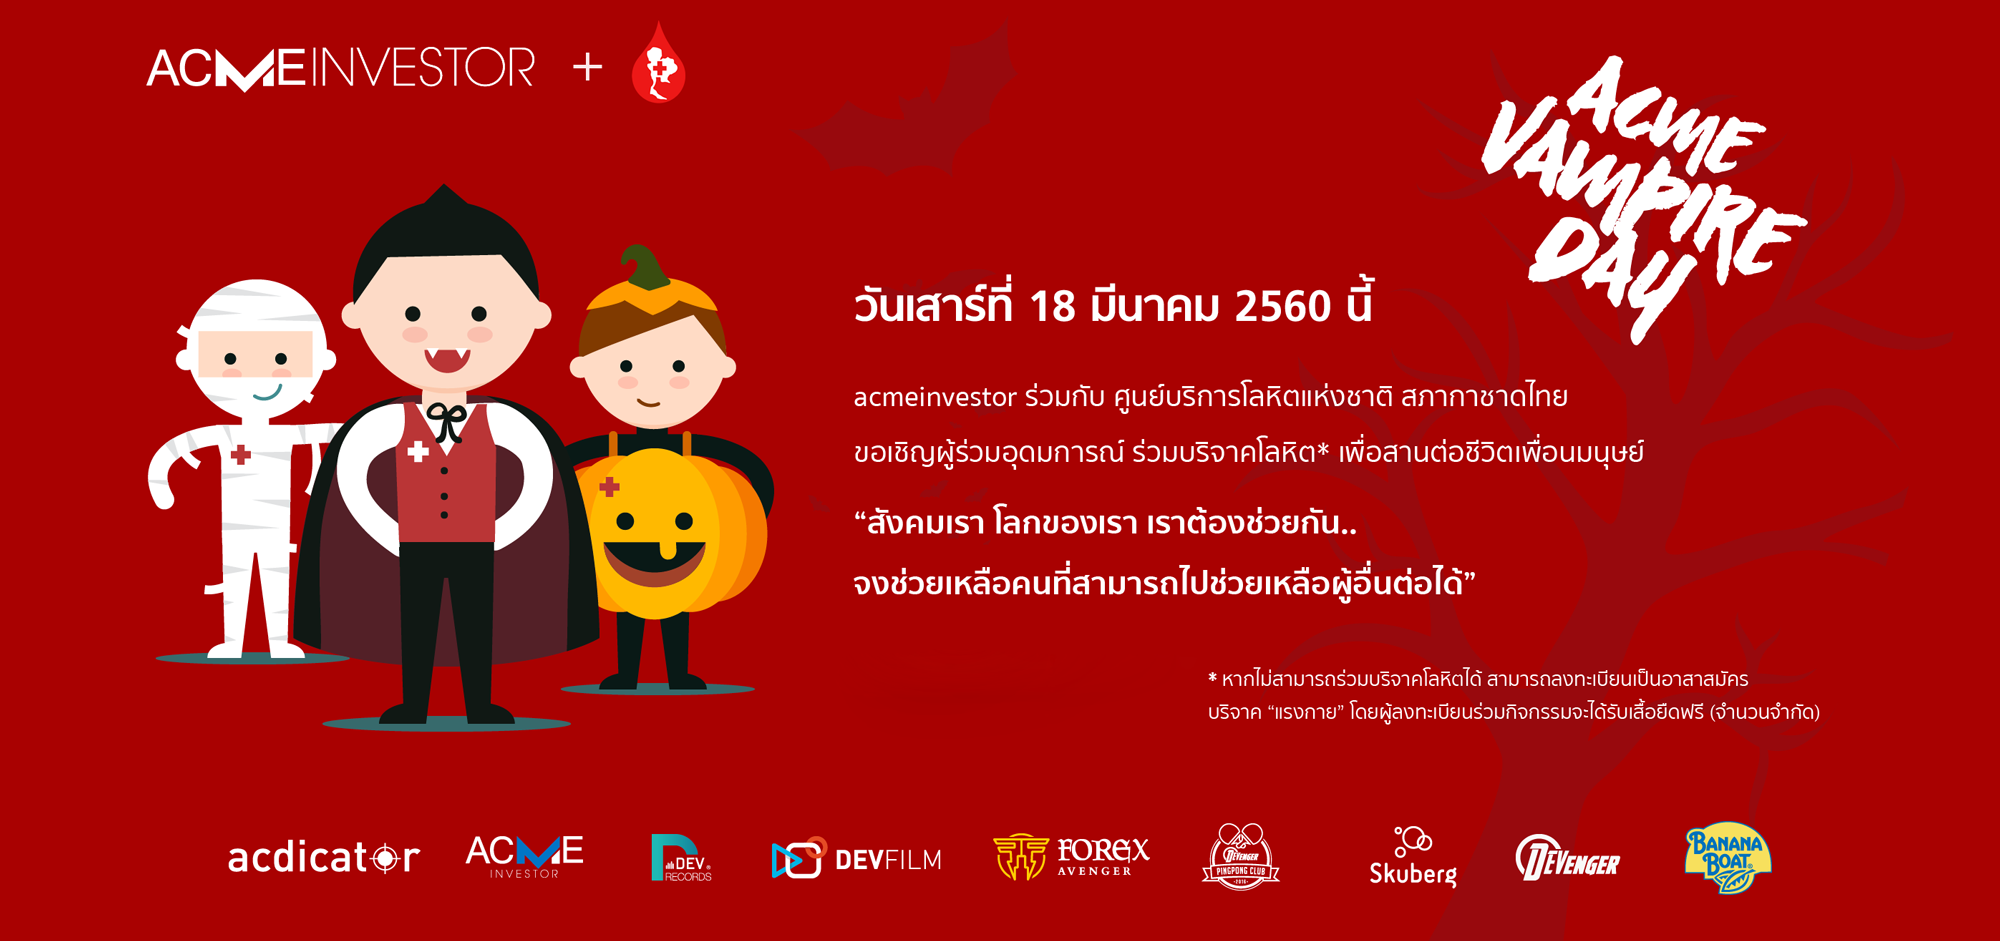 ACMEINVESTOR +
ACME
VAMPIRE
DAY
วันเสาร์ที่ 18 มีนาคม 2560 นี้
acmeinvestor ร่วมกับ ศูนย์บริการโลหิตแห่งชาติ สภากาชาดไทย
ขอเชิญผู้ร่วมอุดมการณ์ ร่วมบริจาคโลหิต* เพื่อสานต่อชีวิตเพื่อนมนุษย์
“สังคมเรา โลกของเรา เราต้องช่วยกัน..
จงช่วยเหลือคนที่สามารถไปช่วยเหลือผู้อื่นต่อได้”
* หากไม่สามารถร่วมบริจาคโลหิตได้ สามารถลงทะเบียนเป็นอาสาสมัคร
บริจาค “แรงกาย” โดยผู้ลงทะเบียนร่วมกิจกรรมจะได้รับเสื้อยืดฟรี (จำนวนจำกัด)
acdicator
ACME
INVESTOR
DEV.®
RECORDS
DEVFILM
FOREX
AVENGER
DEVENGER
PINGPONG CLUB
-2016-
Skuberg
DEVENGER
BANANA
BOAT®